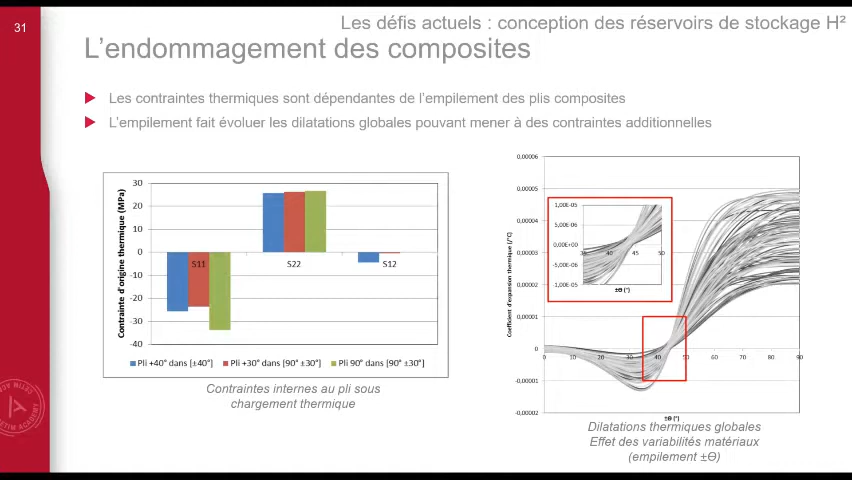 31
Les défis actuels : conception des réservoirs de stockage H²
L'endommagement des composites
Les contraintes thermiques sont dépendantes de l'empilement des plis composites
L'empilement fait évoluer les dilatations globales pouvant mener à des contraintes additionnelles
Contrainte d'origine thermique (MPa)
30
20
10
0
-10
-20
-30
-40
S11
S22
S12
Pli +40° dans [±40°]
Pli +30° dans [90° ±30°]
Pli 90° dans [90° ±30°]
Contraintes internes au pli sous
chargement thermique
Coefficient d'expansion thermique (/°C)
0,00006
0,00005
0,00004
0,00003
0,00002
0,00001
0
-0,00001
-0,00002
0 10 20 30 40 50 60 70 80 90
±Θ (°)
1,00E-05
5,00E-06
0,00E+00
-5,00E-06
-1,00E-05
35 40 45 50
±Θ (°)
Dilatations thermiques globales
Effet des variabilités matériaux
(empilement ±Θ)